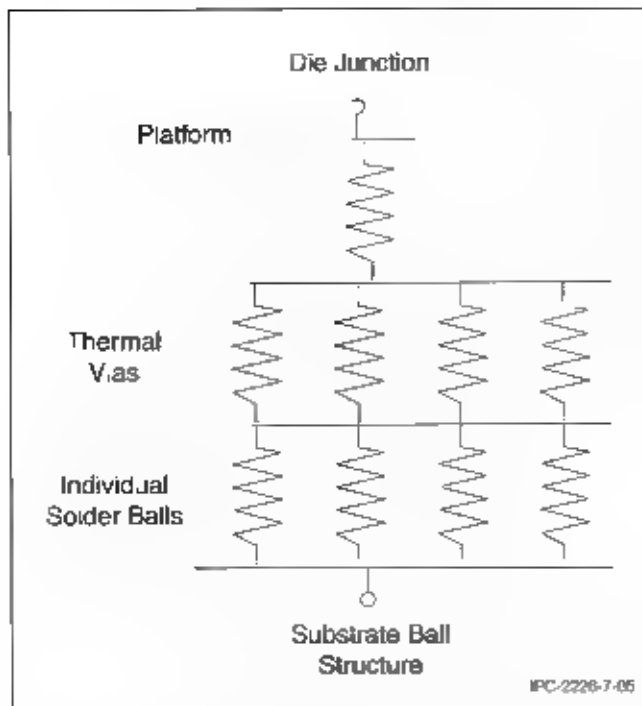 Die Junction
Platform
Thermal
Vias
Individual
Solder Balls
Substrate Ball
Structure
IPC-2226-7-05